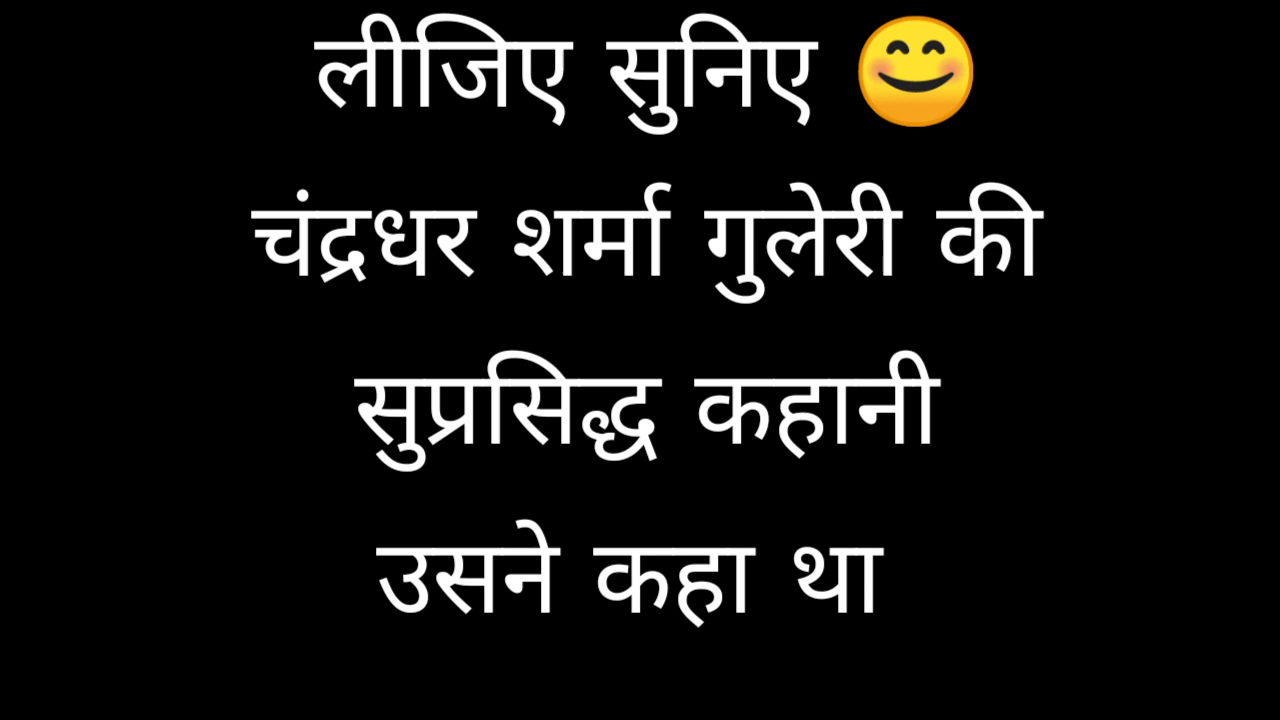 लीजिए सुनिए 😊
चंद्रधर शर्मा गुलेरी की
सुप्रसिद्ध कहानी
उसने कहा था